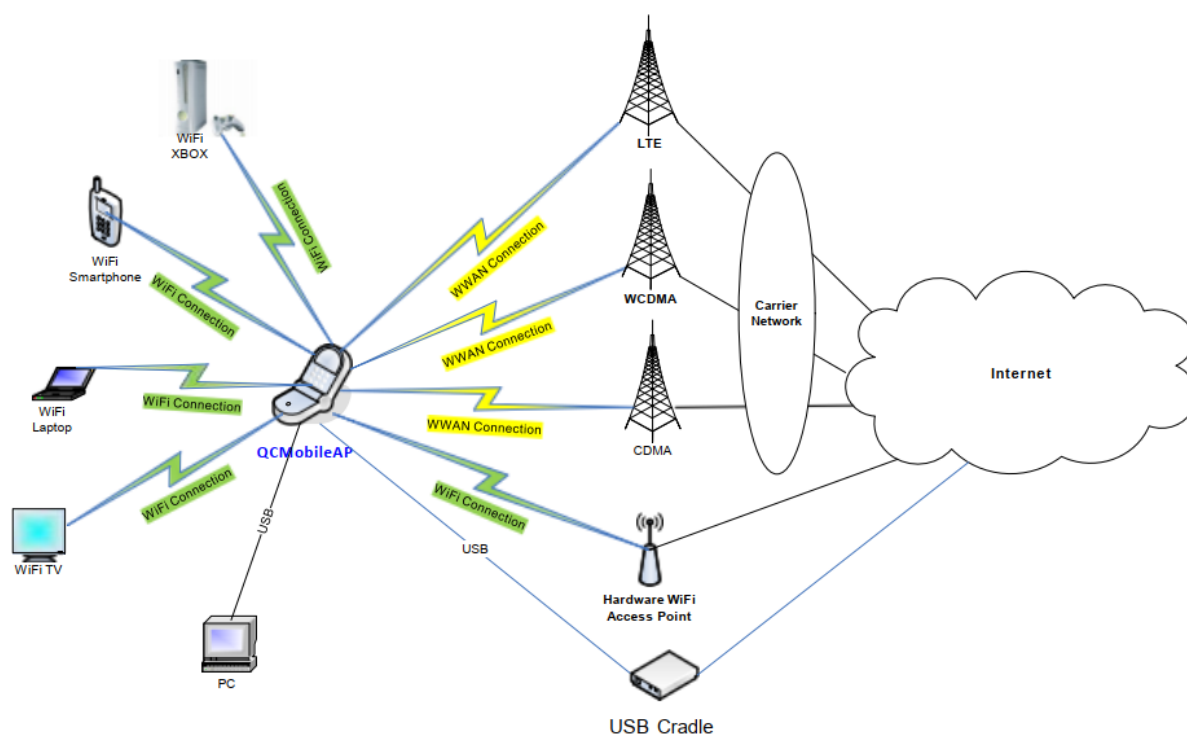 WiFi
XBOX
LTE
WiFi Connection
WWAN Connection
WiFi
Smartphone
WiFi Connection
WCDMA
WWAN Connection
Carrier
Network
Internet
WiFi
Laptop
WiFi Connection
WWAN Connection
CDMA
QCMobileAP
WiFi Connection
WiFi Connection
WiFi TV
USB
USB
Hardware WiFi
Access Point
PC
USB Cradle